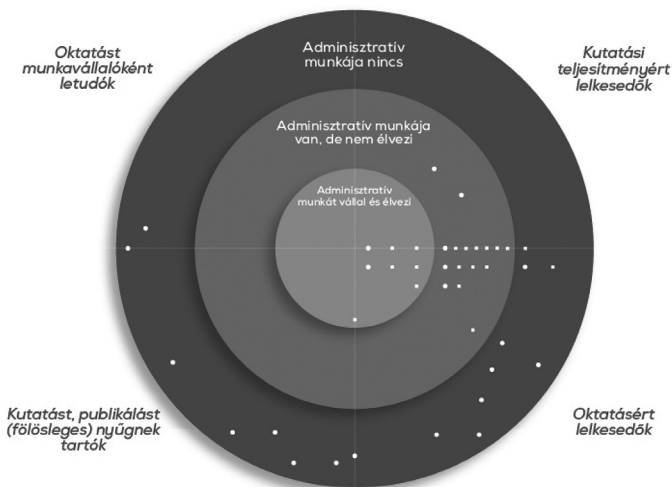 Oktatást
munkavállalóként
letudók
Adminisztratív
munkája nincs
Kutatási
teljesítményért
lelkesedők
Adminisztratív munkája
van, de nem élvezi
Adminisztratív
munkát vállal és élvezi
Kutatást, publikálást
(fölösleges) nyűgnek
tartók
Oktatásért
lelkesedők